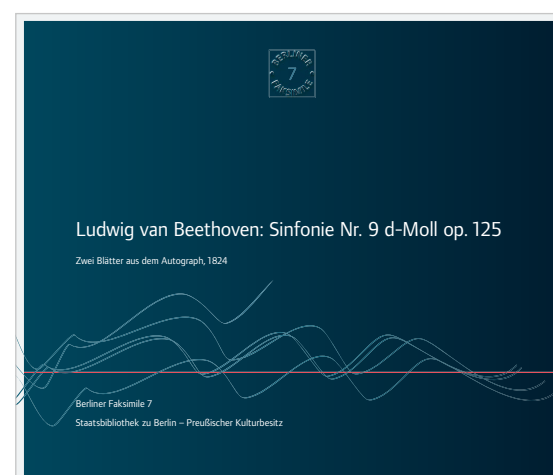 BERLINER
7
FAKSIMILE
Ludwig van Beethoven: Sinfonie Nr. 9 d-Moll op. 125
Zwei Blätter aus dem Autograph, 1824
Berliner Faksimile 7
Staatsbibliothek zu Berlin – Preußischer Kulturbesitz